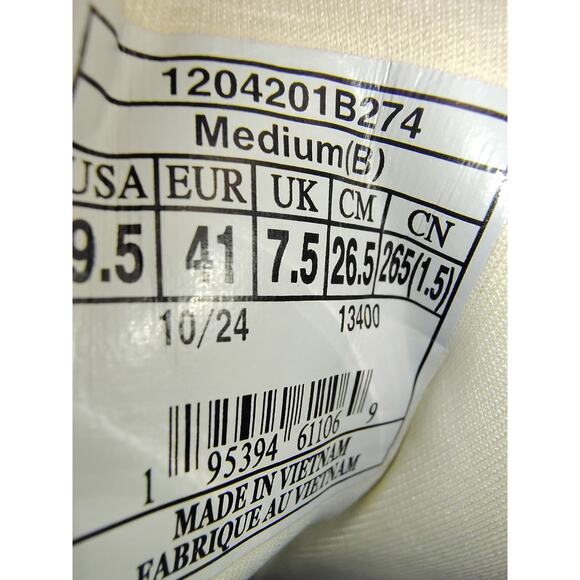 1204201B274
Medium(B)
USA EUR UK CM CN
9.5 41 7.5 26.5 265(1.5)
10/24 13400
1 95394 61106 9
MADE IN VIETNAM
FABRIQUE AU VIETNAM